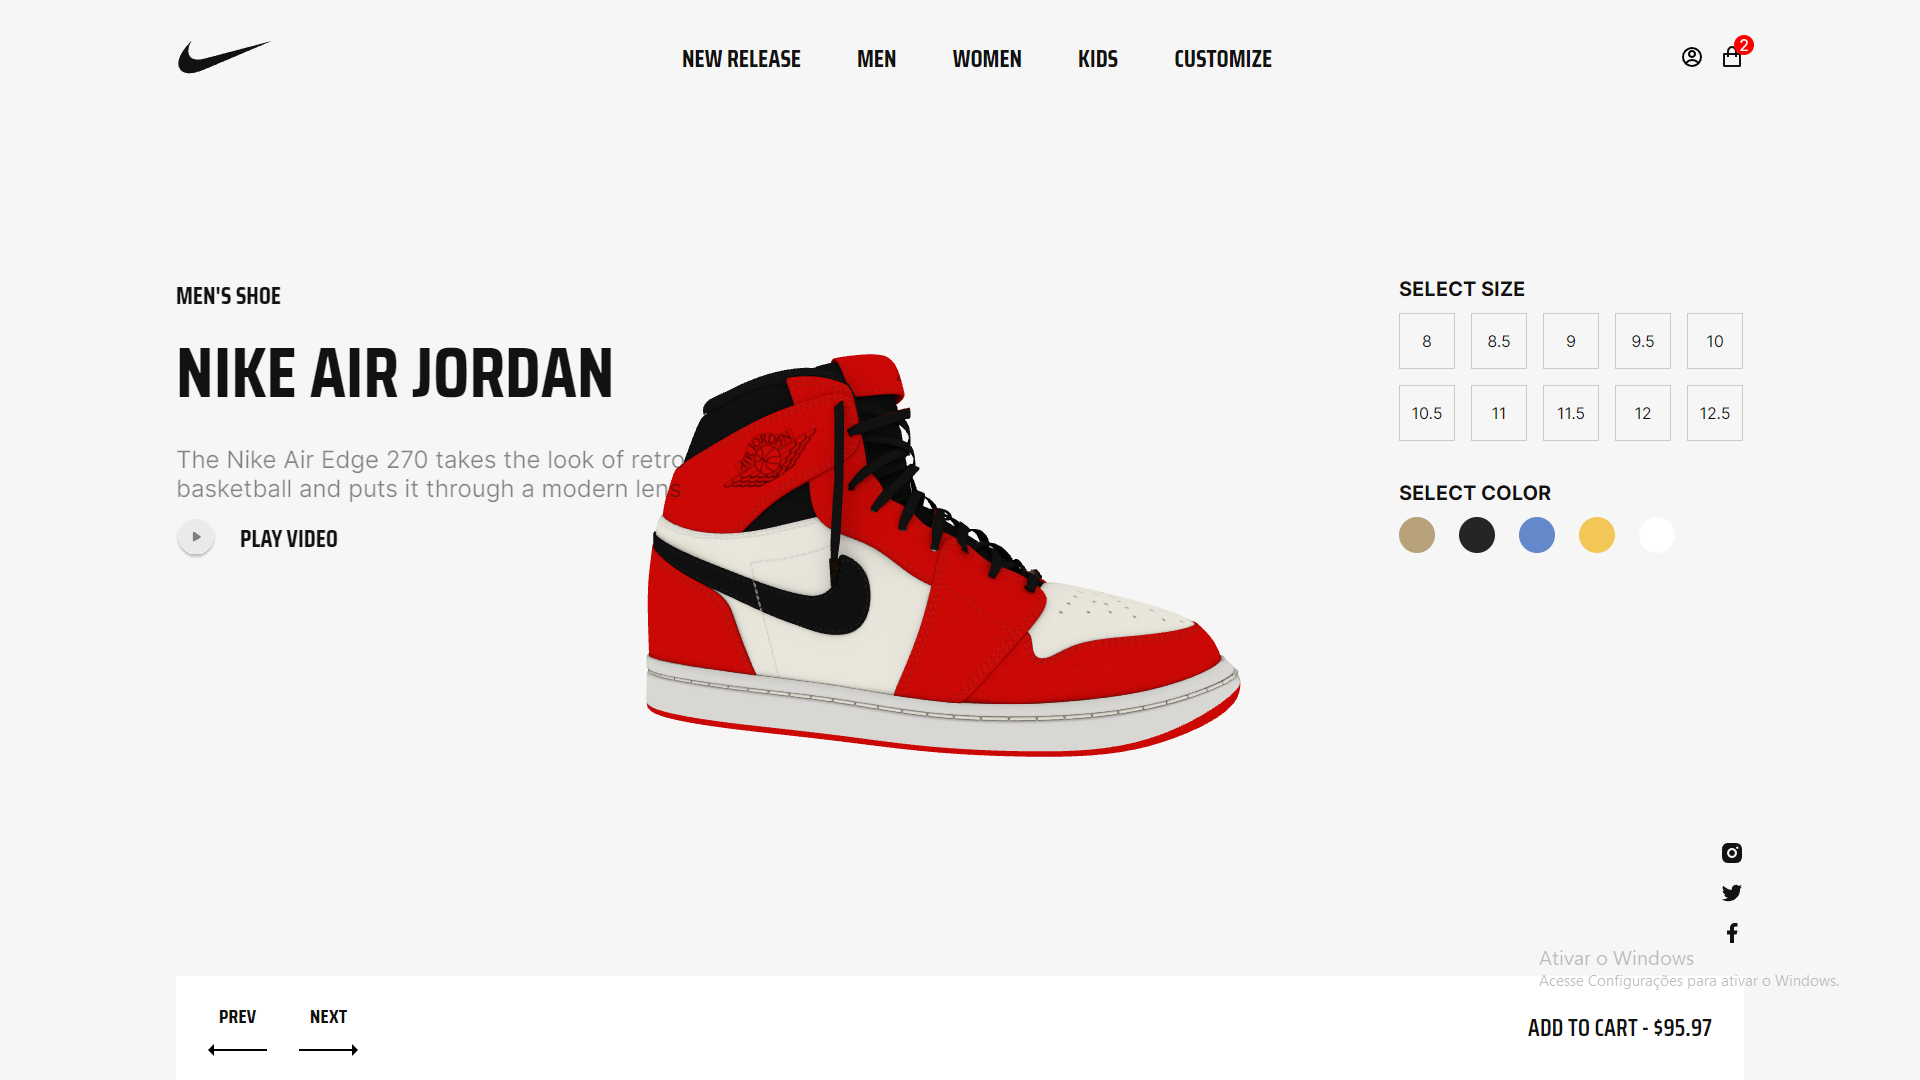 NEW RELEASE MEN WOMEN KIDS CUSTOMIZE
2
MEN'S SHOE
NIKE AIR JORDAN
The Nike Air Edge 270 takes the look of retro
basketball and puts it through a modern lens
PLAY VIDEO
AIR JORDAN
SELECT SIZE
8 8.5 9 9.5 10
10.5 11 11.5 12 12.5
SELECT COLOR
Ativar o Windows
Acesse Configurações para ativar o Windows.
PREV NEXT
ADD TO CART - $95.97